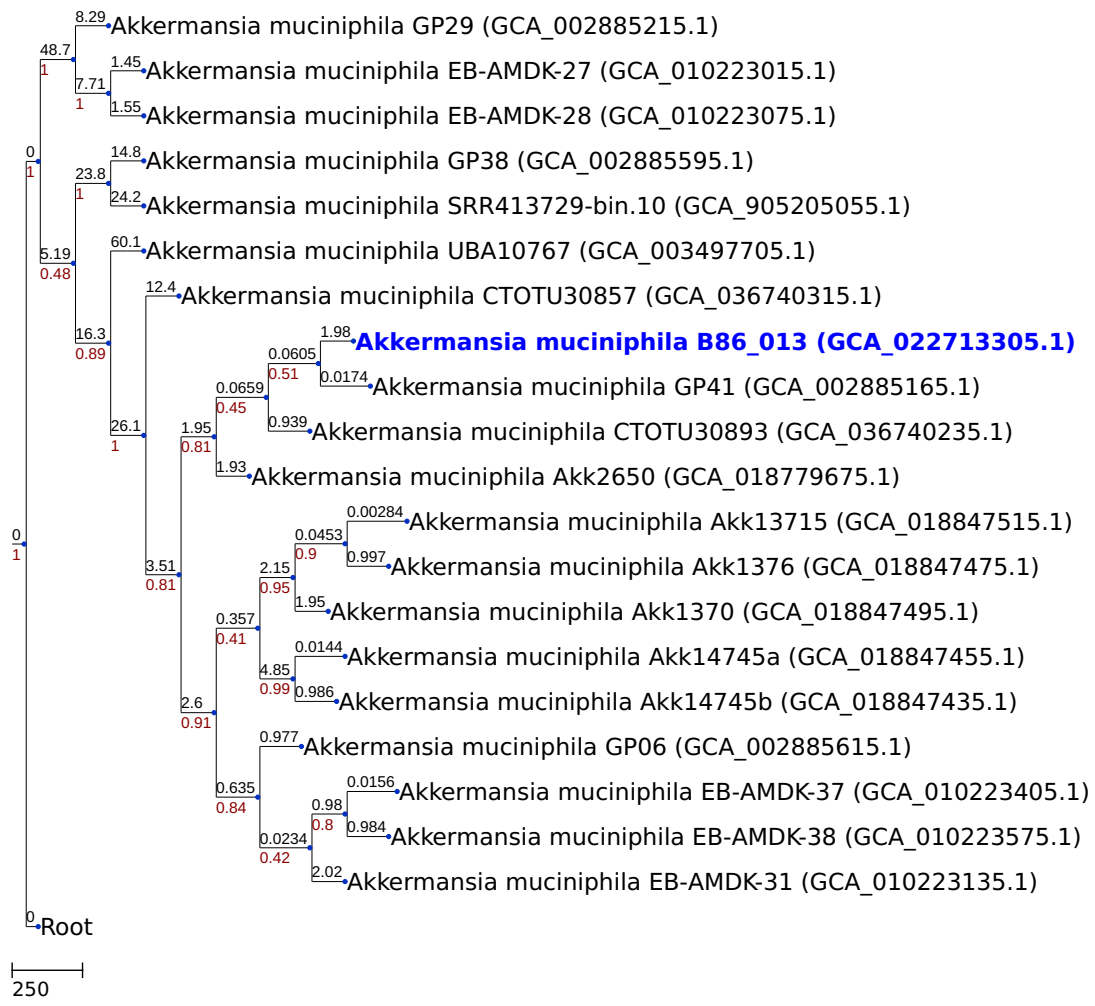 8.29 Akkermansia muciniphila GP29 (GCA_002885215.1)
48.7
1
1.45 Akkermansia muciniphila EB-AMDK-27 (GCA_010223015.1)
7.71
1
1.55 Akkermansia muciniphila EB-AMDK-28 (GCA_010223075.1)
0
1
14.8 Akkermansia muciniphila GP38 (GCA_002885595.1)
23.8
1
24.2 Akkermansia muciniphila SRR413729-bin.10 (GCA_905205055.1)
5.19
0.48
60.1 Akkermansia muciniphila UBA10767 (GCA_003497705.1)
12.4 Akkermansia muciniphila CTOTU30857 (GCA_036740315.1)
16.3
0.89
1.98 Akkermansia muciniphila B86_013 (GCA_022713305.1)
0.0605
0.51
0.0174 Akkermansia muciniphila GP41 (GCA_002885165.1)
0.0659
0.45
0.939 Akkermansia muciniphila CTOTU30893 (GCA_036740235.1)
26.1
1
1.95
0.81
1.93 Akkermansia muciniphila Akk2650 (GCA_018779675.1)
0.00284 Akkermansia muciniphila Akk13715 (GCA_018847515.1)
0
1
0.0453
0.9
0.997 Akkermansia muciniphila Akk1376 (GCA_018847475.1)
3.51
0.81
2.15
0.95
1.95 Akkermansia muciniphila Akk1370 (GCA_018847495.1)
0.357
0.41
0.0144 Akkermansia muciniphila Akk14745a (GCA_018847455.1)
4.85
0.99
0.986 Akkermansia muciniphila Akk14745b (GCA_018847435.1)
2.6
0.91
0.977 Akkermansia muciniphila GP06 (GCA_002885615.1)
0.635
0.84
0.0156 Akkermansia muciniphila EB-AMDK-37 (GCA_010223405.1)
0.98
0.8
0.984 Akkermansia muciniphila EB-AMDK-38 (GCA_010223575.1)
0.0234
0.42
2.02 Akkermansia muciniphila EB-AMDK-31 (GCA_010223135.1)
0 Root
250